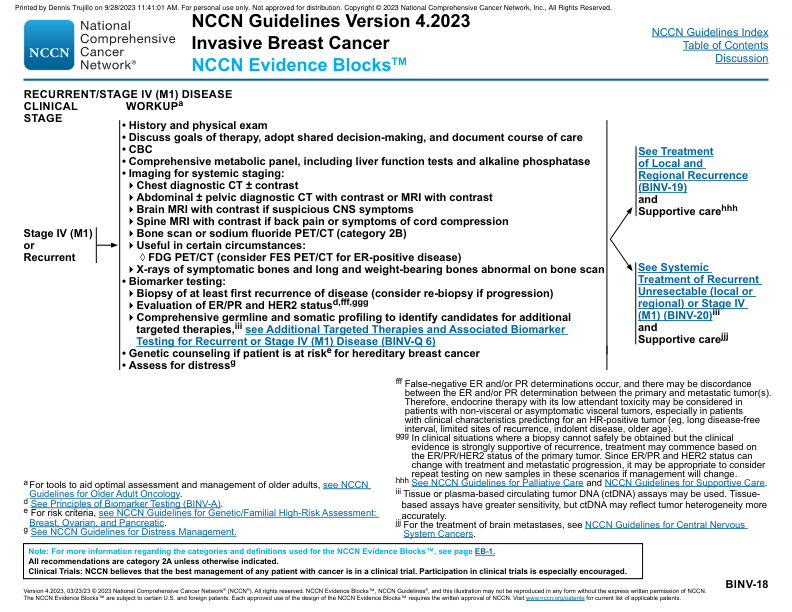 Printed by Dennis Trujillo on 9/28/2023 11:41:01 AM. For personal use only. Not approved for distribution. Copyright © 2023 National Comprehensive Cancer Network, Inc., All Rights Reserved.
NCCN
National
Comprehensive
Cancer
Network®
NCCN Guidelines Version 4.2023
Invasive Breast Cancer
NCCN Evidence Blocks™
NCCN Guidelines Index
Table of Contents
Discussion
RECURRENT/STAGE IV (M1) DISEASE
CLINICAL
STAGE
WORKUPa
Stage IV (M1)
or
Recurrent
• History and physical exam
• Discuss goals of therapy, adopt shared decision-making, and document course of care
• CBC
• Comprehensive metabolic panel, including liver function tests and alkaline phosphatase
• Imaging for systemic staging:
Chest diagnostic CT ± contrast
Abdominal ± pelvic diagnostic CT with contrast or MRI with contrast
Brain MRI with contrast if suspicious CNS symptoms
Spine MRI with contrast if back pain or symptoms of cord compression
Bone scan or sodium fluoride PET/CT (category 2B)
Useful in certain circumstances:
◊ FDG PET/CT (consider FES PET/CT for ER-positive disease)
X-rays of symptomatic bones and long and weight-bearing bones abnormal on bone scan
• Biomarker testing:
Biopsy of at least first recurrence of disease (consider re-biopsy if progression)
Evaluation of ER/PR and HER2 statusd,fff,ggg
Comprehensive germline and somatic profiling to identify candidates for additional
targeted therapies,iii see Additional Targeted Therapies and Associated Biomarker
Testing for Recurrent or Stage IV (M1) Disease (BINV-Q 6)
• Genetic counseling if patient is at riske for hereditary breast cancer
• Assess for distressg
See Treatment
of Local and
Regional Recurrence
(BINV-19)
and
Supportive carehhh
See Systemic
Treatment of Recurrent
Unresectable (local or
regional) or Stage IV
(M1) (BINV-20)iii
and
Supportive carejjj
a For tools to aid optimal assessment and management of older adults, see NCCN
Guidelines for Older Adult Oncology.
d See Principles of Biomarker Testing (BINV-A).
e For risk criteria, see NCCN Guidelines for Genetic/Familial High-Risk Assessment:
Breast, Ovarian, and Pancreatic.
g See NCCN Guidelines for Distress Management.
fff False-negative ER and/or PR determinations occur, and there may be discordance
between the ER and/or PR determination between the primary and metastatic tumor(s).
Therefore, endocrine therapy with its low attendant toxicity may be considered in
patients with non-visceral or asymptomatic visceral tumors, especially in patients
with clinical characteristics predicting for an HR-positive tumor (eg, long disease-free
interval, limited sites of recurrence, indolent disease, older age).
ggg In clinical situations where a biopsy cannot safely be obtained but the clinical
evidence is strongly supportive of recurrence, treatment may commence based on
the ER/PR/HER2 status of the primary tumor. Since ER/PR and HER2 status can
change with treatment and metastatic progression, it may be appropriate to consider
repeat testing on new samples in these scenarios if management will change.
hhh See NCCN Guidelines for Palliative Care and NCCN Guidelines for Supportive Care.
iii Tissue or plasma-based circulating tumor DNA (ctDNA) assays may be used. Tissue-
based assays have greater sensitivity, but ctDNA may reflect tumor heterogeneity more
accurately.
jjj For the treatment of brain metastases, see NCCN Guidelines for Central Nervous
System Cancers.
Note: For more information regarding the categories and definitions used for the NCCN Evidence Blocks™, see page EB-1.
All recommendations are category 2A unless otherwise indicated.
Clinical Trials: NCCN believes that the best management of any patient with cancer is in a clinical trial. Participation in clinical trials is especially encouraged.
BINV-18
Version 4.2023, 03/23/23 © 2023 National Comprehensive Cancer Network® (NCCN®), All rights reserved. NCCN Evidence Blocks™, NCCN Guidelines®, and this illustration may not be reproduced in any form without the express written permission of NCCN.
The NCCN Evidence Blocks™ are subject to certain U.S. and foreign patents. Each approved use of the design of the NCCN Evidence Blocks™ requires the written approval of NCCN. Visit www.nccn.org/patents for current list of applicable patents.